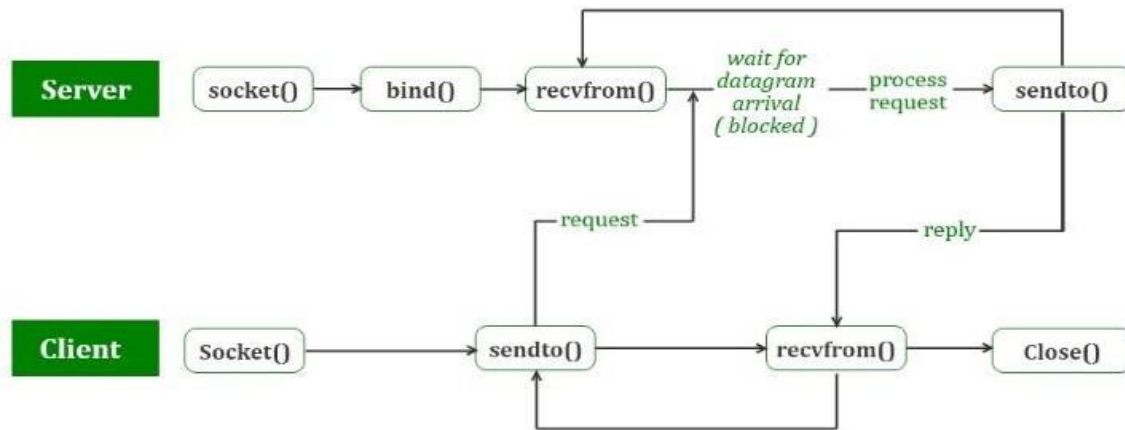 Server
socket()
bind()
recvfrom()
wait for
datagram
arrival
( blocked )
process
request
sendto()
request
reply
Client
Socket()
sendto()
recvfrom()
Close()